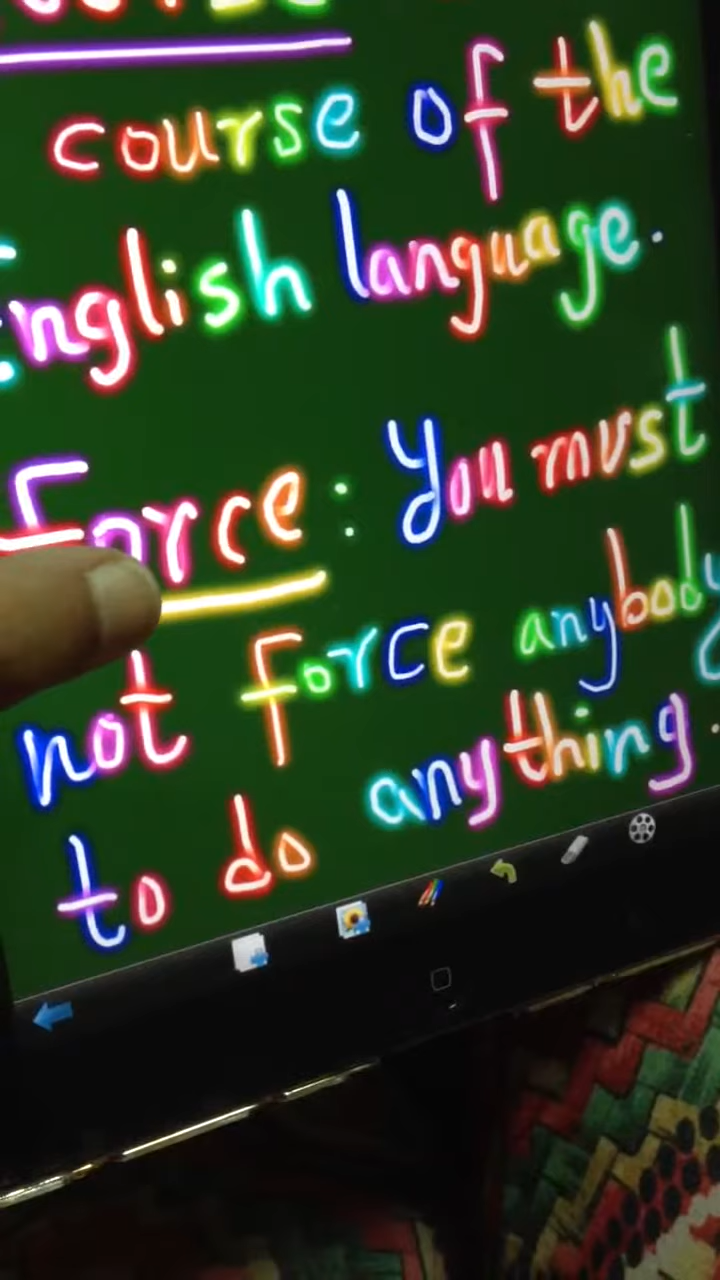 course of the
English language.
Force: You must
not force anybody
to do anything.